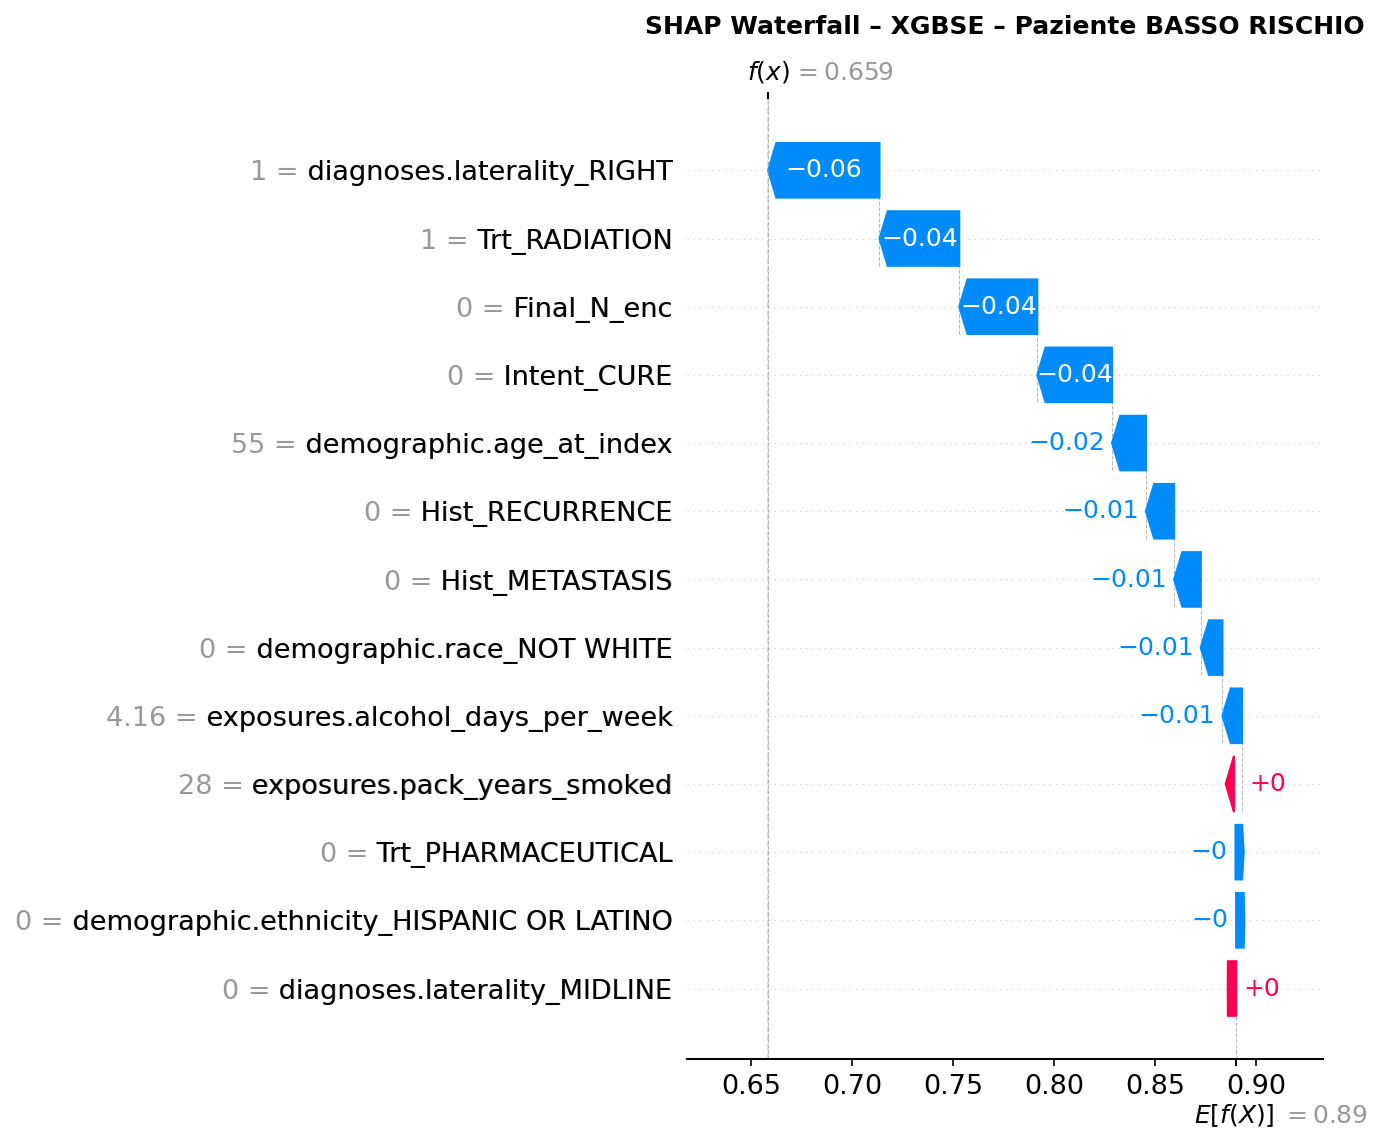 SHAP Waterfall – XGBSE – Paziente BASSO RISCHIO
f(x) = 0.659
1 = diagnoses.laterality_RIGHT −0.06
1 = Trt_RADIATION −0.04
0 = Final_N_enc −0.04
0 = Intent_CURE −0.04
55 = demographic.age_at_index −0.02
0 = Hist_RECURRENCE −0.01
0 = Hist_METASTASIS −0.01
0 = demographic.race_NOT WHITE −0.01
4.16 = exposures.alcohol_days_per_week −0.01
28 = exposures.pack_years_smoked +0
0 = Trt_PHARMACEUTICAL −0
0 = demographic.ethnicity_HISPANIC OR LATINO −0
0 = diagnoses.laterality_MIDLINE +0
0.65 0.70 0.75 0.80 0.85 0.90
E[f(X)] = 0.89